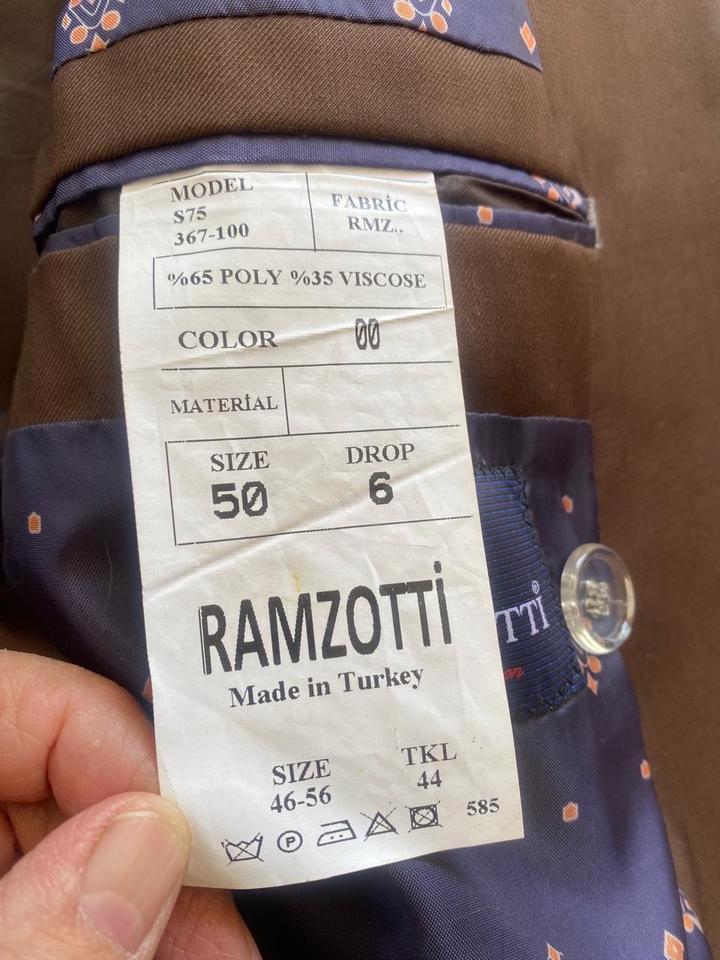 MODEL
S75
367-100
FABRİC
RMZ..
%65 POLY %35 VISCOSE
COLOR 00
MATERİAL
SIZE DROP
50 6
RAMZOTTİ
Made in Turkey
SIZE TKL
46-56 44
P
585
TTİ®